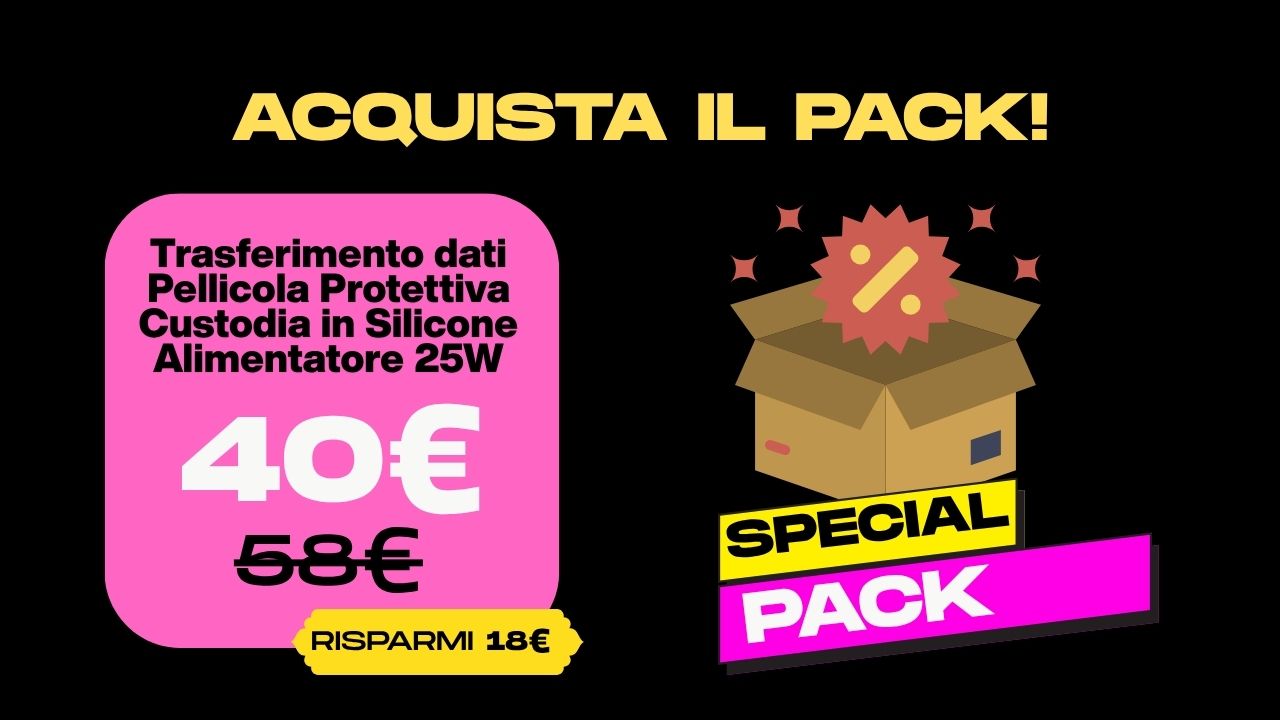 ACQUISTA IL PACK!
Trasferimento dati
Pellicola Protettiva
Custodia in Silicone
Alimentatore 25W
40€
58€
RISPARMI 18€
%
SPECIAL
PACK